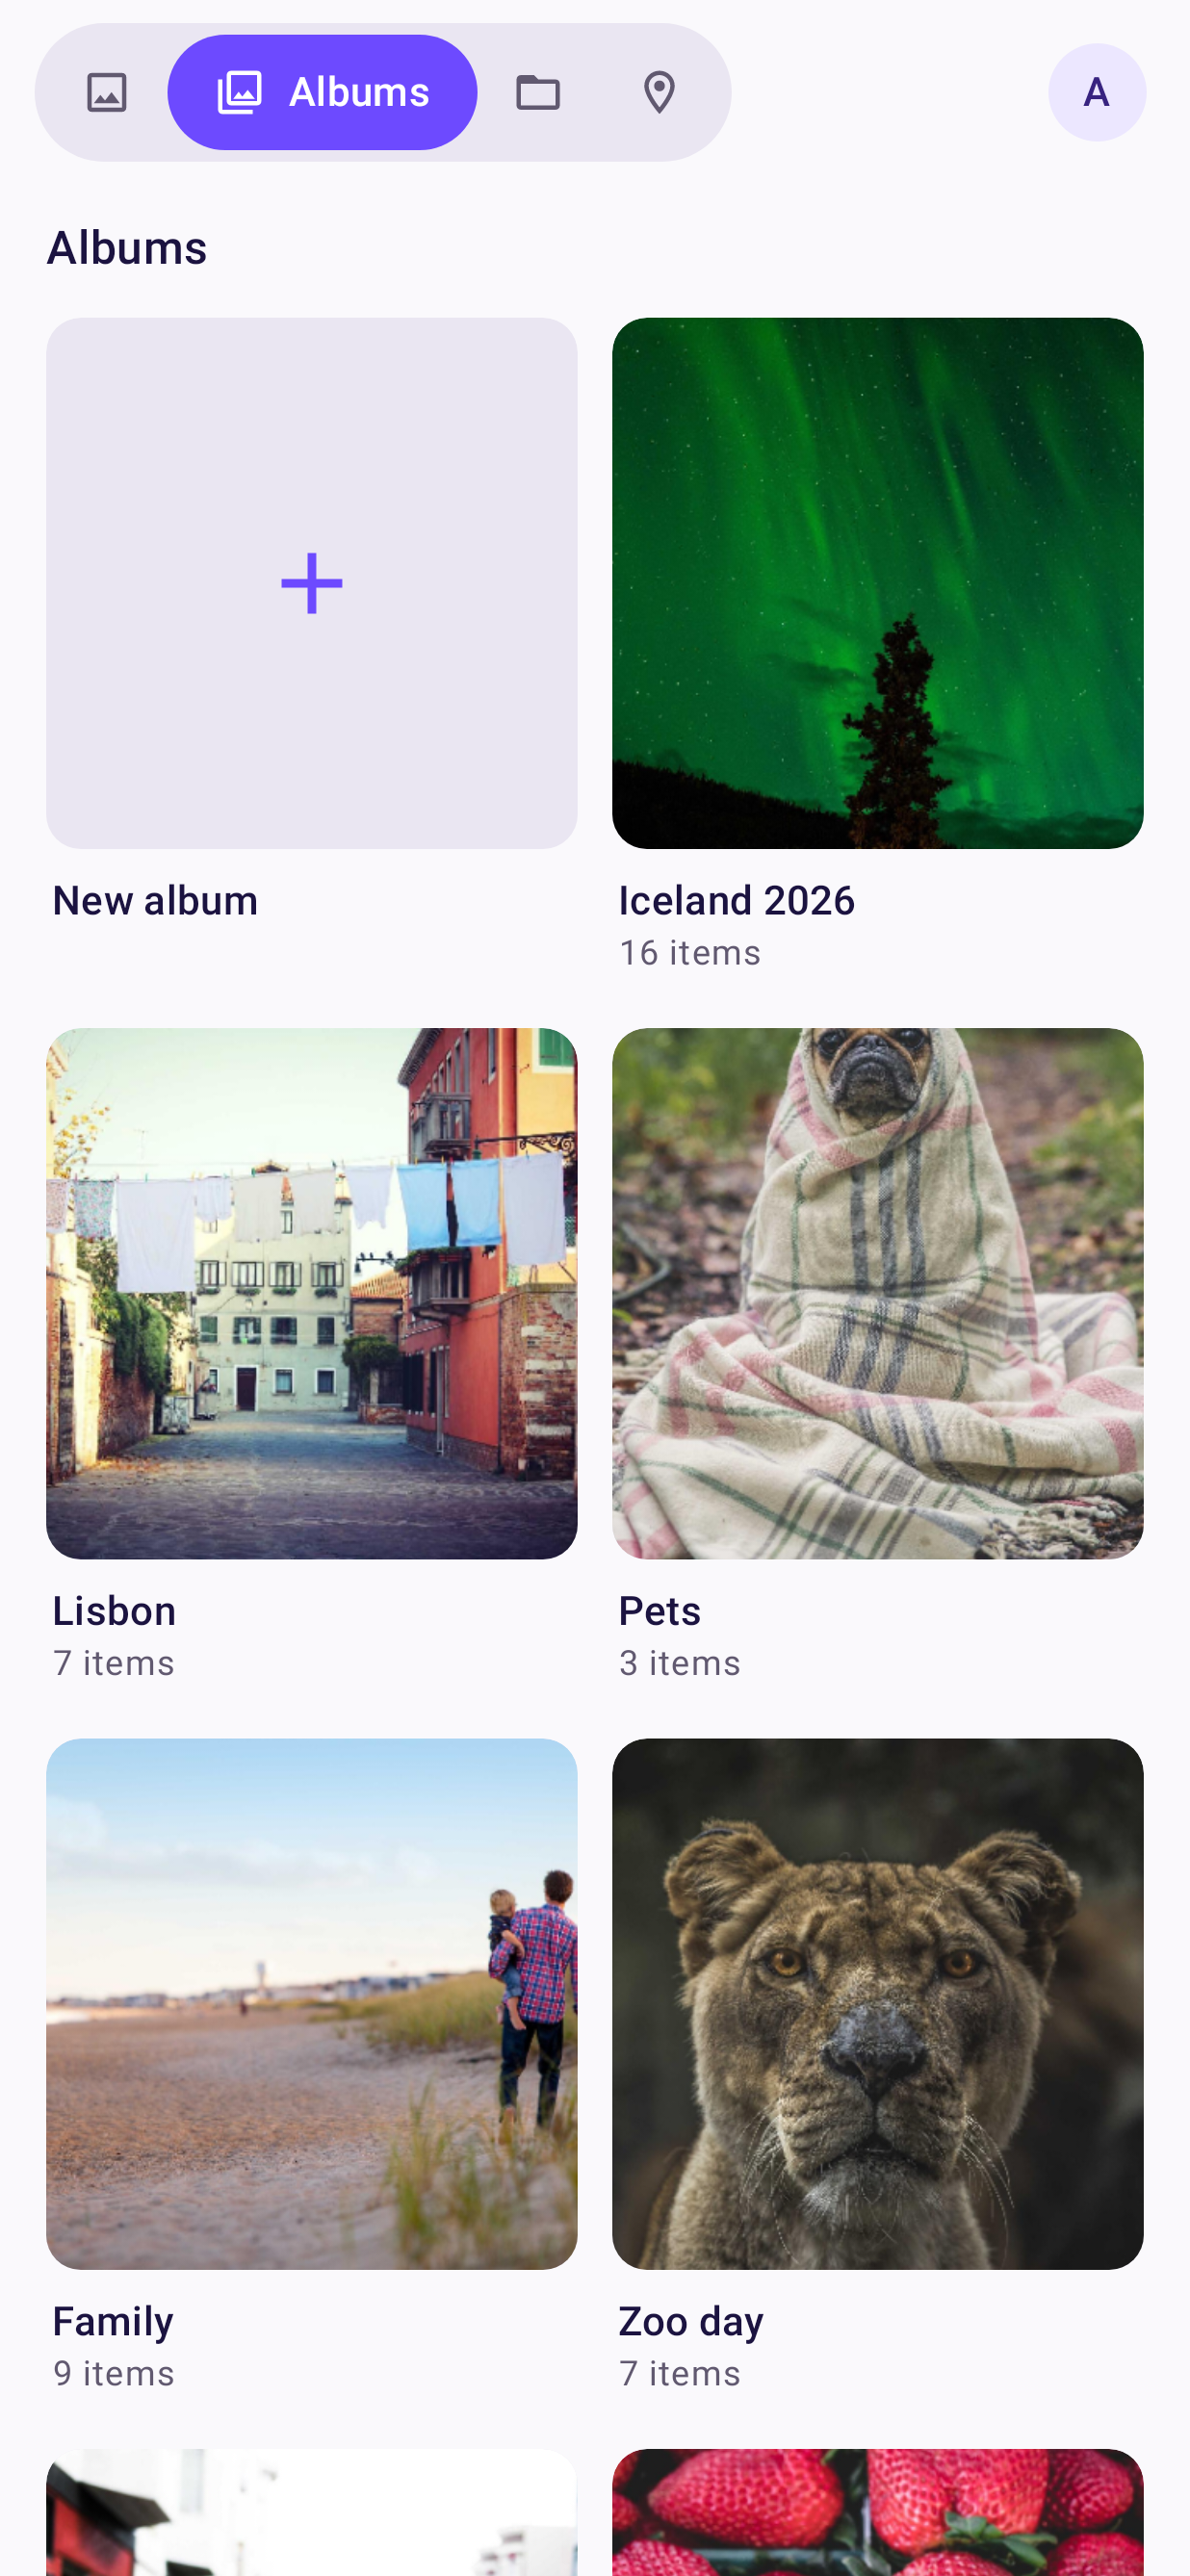 Albums
A
Albums
New album
Iceland 2026
16 items
Lisbon
7 items
Pets
3 items
Family
9 items
Zoo day
7 items